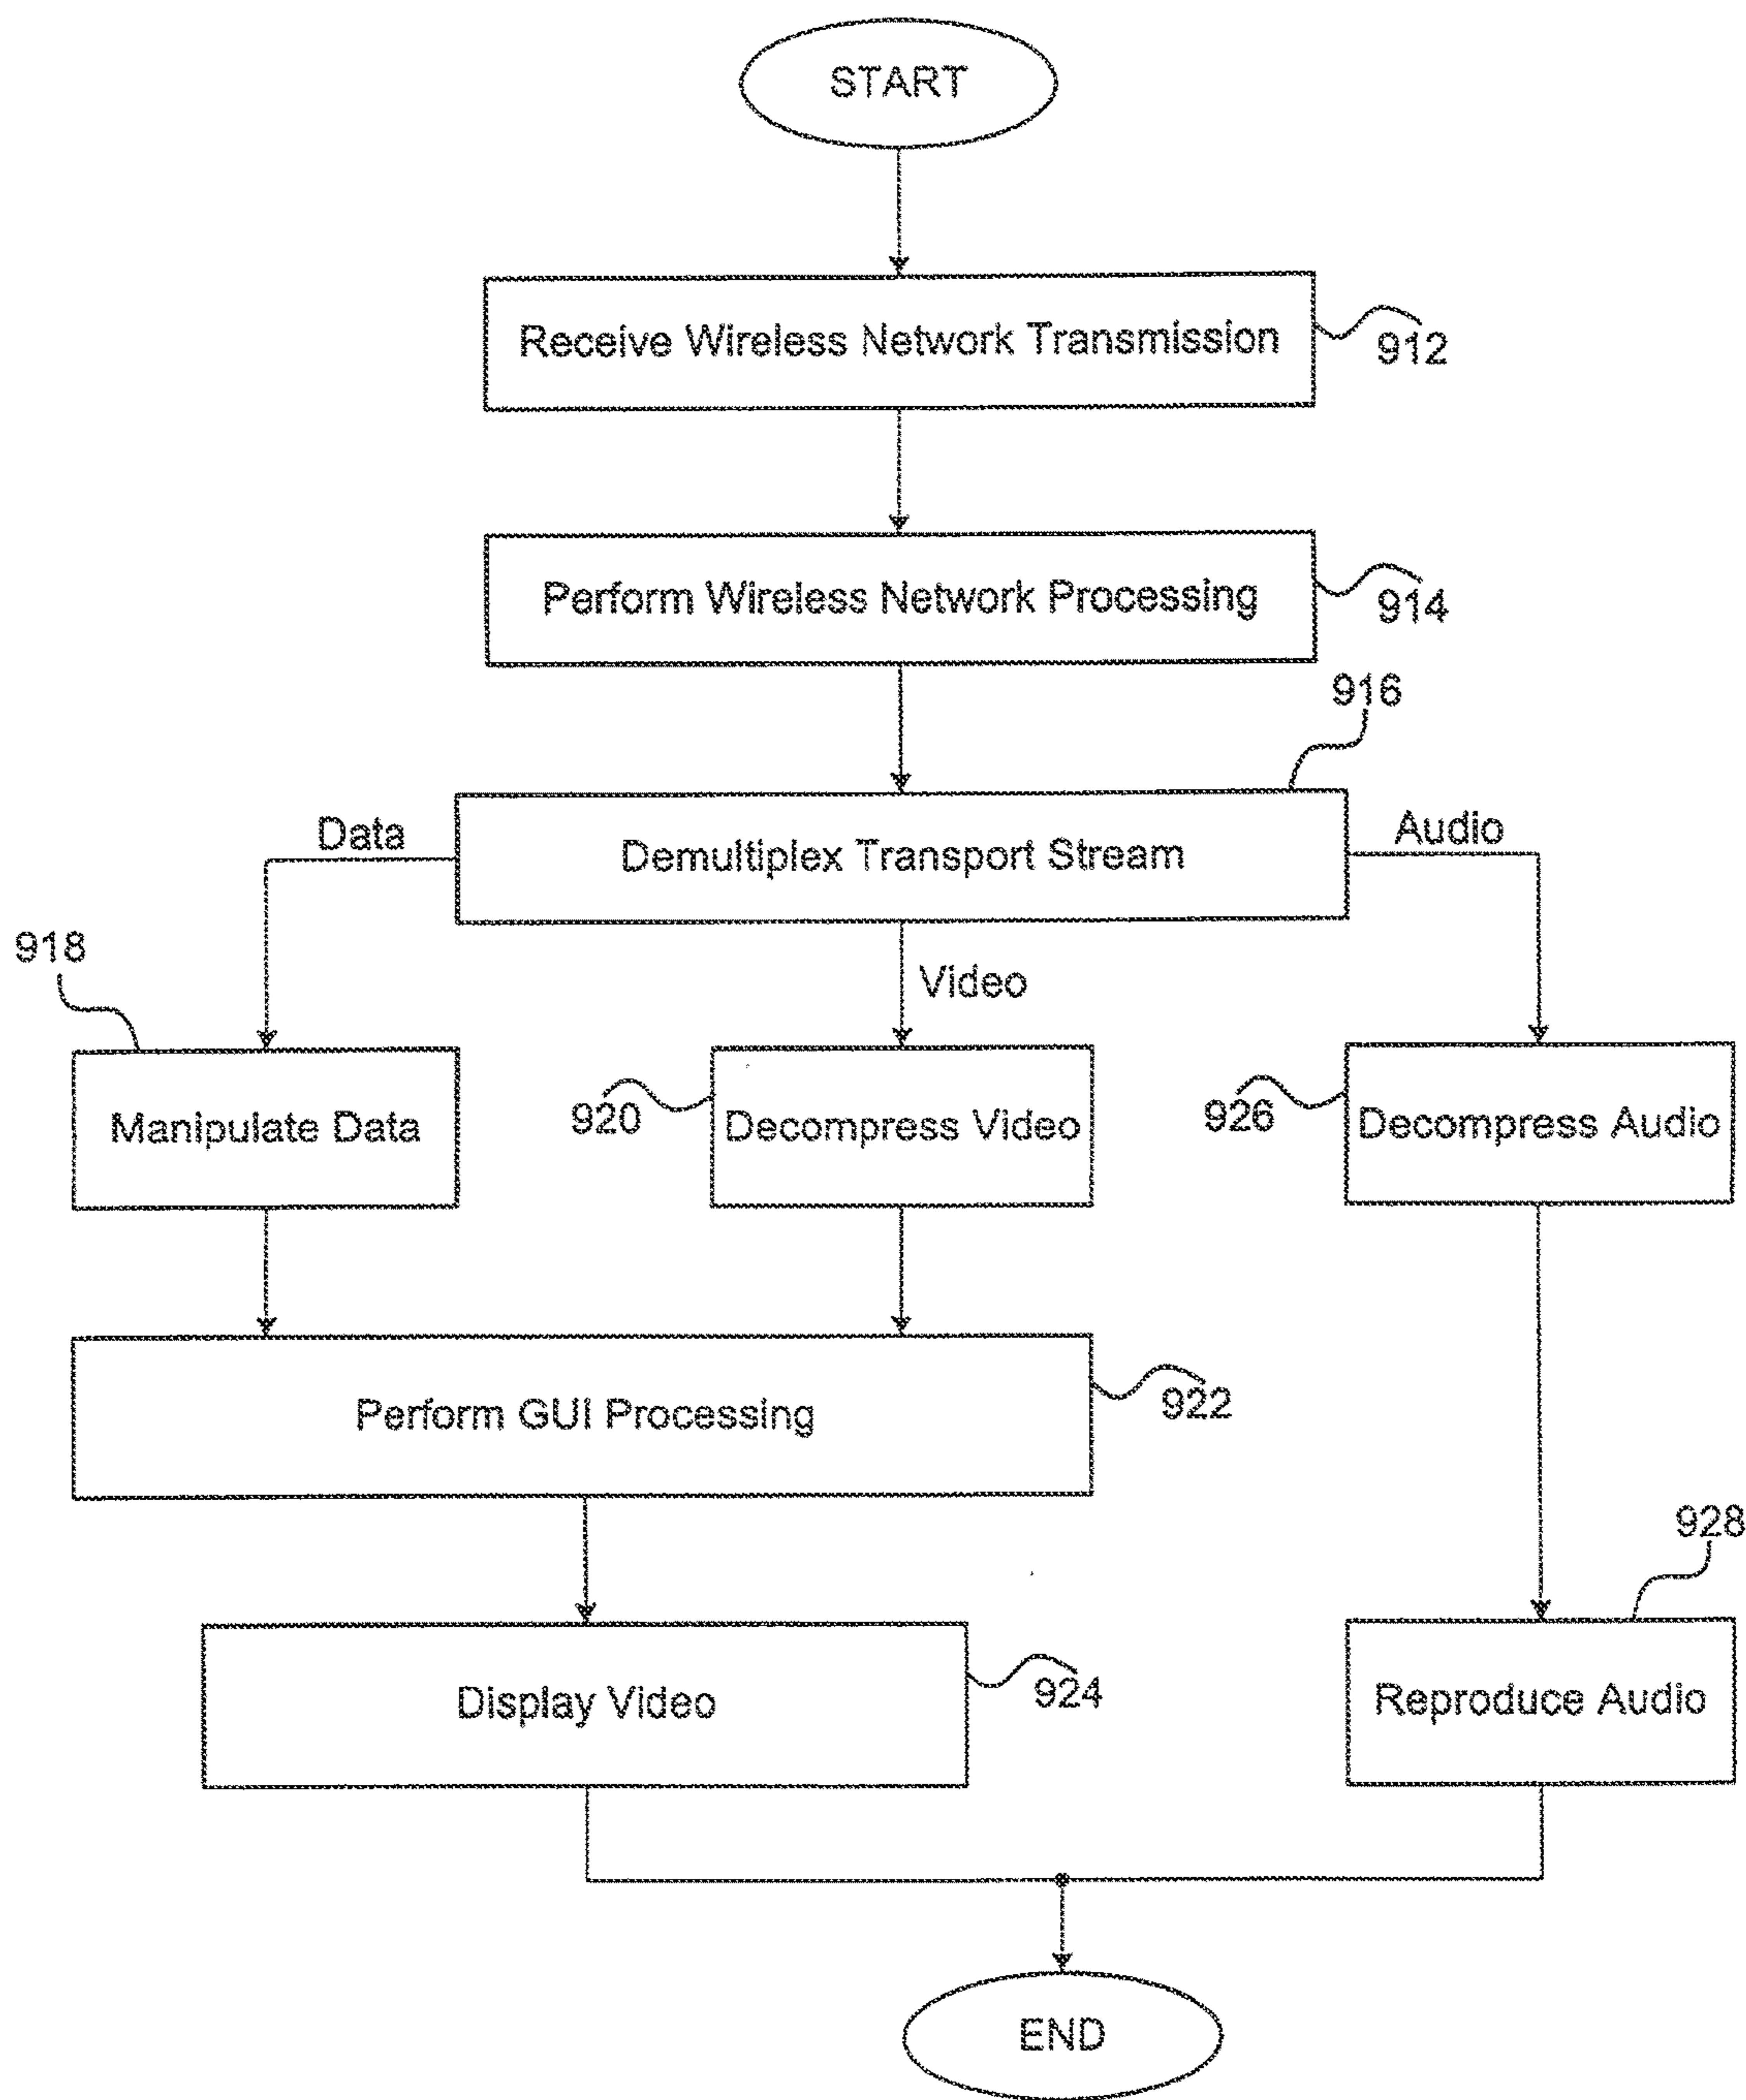 START
Receive Wireless Network Transmission
912
Perform Wireless Network Processing
914
916
Data
Demultiplex Transport Stream
Audio
918
Video
Manipulate Data
920
Decompress Video
926
Decompress Audio
Perform GUI Processing
922
928
Display Video
924
Reproduce Audio
END